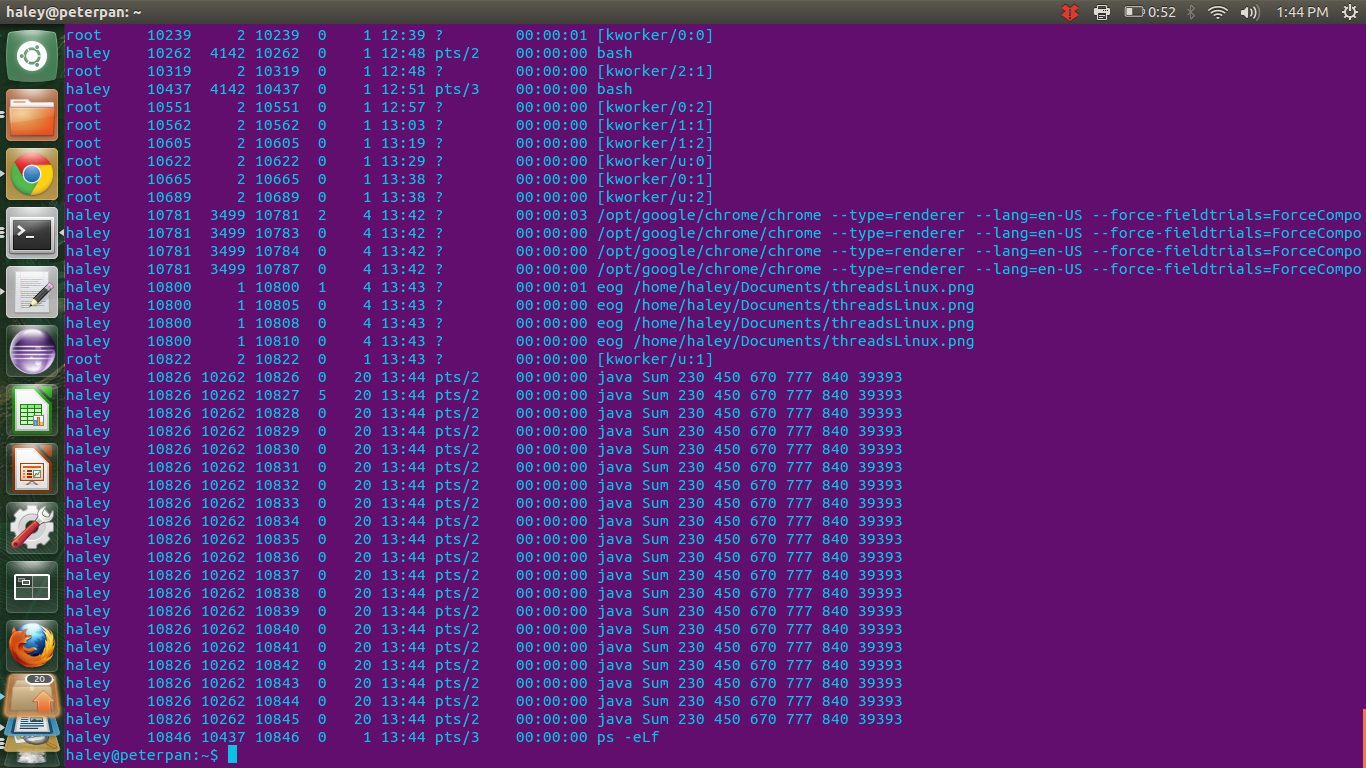 haley@peterpan: ~ 0:52 1:44 PM
root     10239     2 10239  0    1 12:39 ?        00:00:01 [kworker/0:0]
haley    10262  4142 10262  0    1 12:48 pts/2    00:00:00 bash
root     10319     2 10319  0    1 12:48 ?        00:00:00 [kworker/2:1]
haley    10437  4142 10437  0    1 12:51 pts/3    00:00:00 bash
root     10551     2 10551  0    1 12:57 ?        00:00:00 [kworker/0:2]
root     10562     2 10562  0    1 13:03 ?        00:00:00 [kworker/1:1]
root     10605     2 10605  0    1 13:19 ?        00:00:00 [kworker/1:2]
root     10622     2 10622  0    1 13:29 ?        00:00:00 [kworker/u:0]
root     10665     2 10665  0    1 13:38 ?        00:00:00 [kworker/0:1]
root     10689     2 10689  0    1 13:38 ?        00:00:00 [kworker/u:2]
haley    10781  3499 10781  2    4 13:42 ?        00:00:03 /opt/google/chrome/chrome --type=renderer --lang=en-US --force-fieldtrials=ForceCompo
haley    10781  3499 10783  0    4 13:42 ?        00:00:00 /opt/google/chrome/chrome --type=renderer --lang=en-US --force-fieldtrials=ForceCompo
haley    10781  3499 10784  0    4 13:42 ?        00:00:00 /opt/google/chrome/chrome --type=renderer --lang=en-US --force-fieldtrials=ForceCompo
haley    10781  3499 10787  0    4 13:42 ?        00:00:00 /opt/google/chrome/chrome --type=renderer --lang=en-US --force-fieldtrials=ForceCompo
haley    10800     1 10800  1    4 13:43 ?        00:00:01 eog /home/haley/Documents/threadsLinux.png
haley    10800     1 10805  0    4 13:43 ?        00:00:00 eog /home/haley/Documents/threadsLinux.png
haley    10800     1 10808  0    4 13:43 ?        00:00:00 eog /home/haley/Documents/threadsLinux.png
haley    10800     1 10810  0    4 13:43 ?        00:00:00 eog /home/haley/Documents/threadsLinux.png
root     10822     2 10822  0    1 13:43 ?        00:00:00 [kworker/u:1]
haley    10826 10262 10826  0   20 13:44 pts/2    00:00:00 java Sum 230 450 670 777 840 39393
haley    10826 10262 10827  5   20 13:44 pts/2    00:00:00 java Sum 230 450 670 777 840 39393
haley    10826 10262 10828  0   20 13:44 pts/2    00:00:00 java Sum 230 450 670 777 840 39393
haley    10826 10262 10829  0   20 13:44 pts/2    00:00:00 java Sum 230 450 670 777 840 39393
haley    10826 10262 10830  0   20 13:44 pts/2    00:00:00 java Sum 230 450 670 777 840 39393
haley    10826 10262 10831  0   20 13:44 pts/2    00:00:00 java Sum 230 450 670 777 840 39393
haley    10826 10262 10832  0   20 13:44 pts/2    00:00:00 java Sum 230 450 670 777 840 39393
haley    10826 10262 10833  0   20 13:44 pts/2    00:00:00 java Sum 230 450 670 777 840 39393
haley    10826 10262 10834  0   20 13:44 pts/2    00:00:00 java Sum 230 450 670 777 840 39393
haley    10826 10262 10835  0   20 13:44 pts/2    00:00:00 java Sum 230 450 670 777 840 39393
haley    10826 10262 10836  0   20 13:44 pts/2    00:00:00 java Sum 230 450 670 777 840 39393
haley    10826 10262 10837  0   20 13:44 pts/2    00:00:00 java Sum 230 450 670 777 840 39393
haley    10826 10262 10838  0   20 13:44 pts/2    00:00:00 java Sum 230 450 670 777 840 39393
haley    10826 10262 10839  0   20 13:44 pts/2    00:00:00 java Sum 230 450 670 777 840 39393
haley    10826 10262 10840  0   20 13:44 pts/2    00:00:00 java Sum 230 450 670 777 840 39393
haley    10826 10262 10841  0   20 13:44 pts/2    00:00:00 java Sum 230 450 670 777 840 39393
haley    10826 10262 10842  0   20 13:44 pts/2    00:00:00 java Sum 230 450 670 777 840 39393
haley    10826 10262 10843  0   20 13:44 pts/2    00:00:00 java Sum 230 450 670 777 840 39393
haley    10826 10262 10844  0   20 13:44 pts/2    00:00:00 java Sum 230 450 670 777 840 39393
haley    10826 10262 10845  0   20 13:44 pts/2    00:00:00 java Sum 230 450 670 777 840 39393
haley    10846 10437 10846  0    1 13:44 pts/3    00:00:00 ps -eLf
haley@peterpan:~$
>_
20